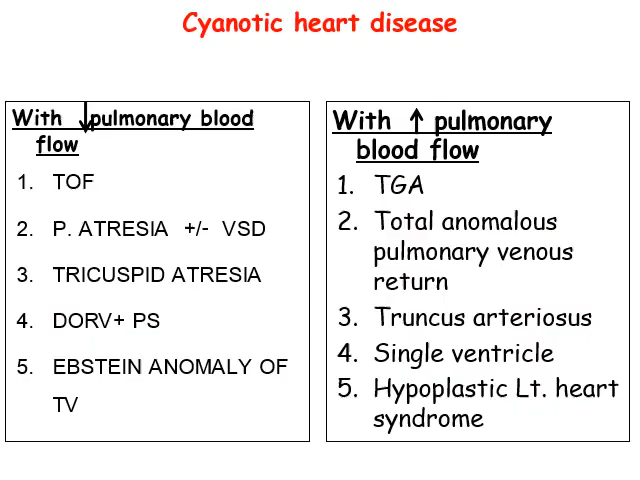 Cyanotic heart disease
With ↓pulmonary blood
flow
1. TOF
2. P. ATRESIA +/- VSD
3. TRICUSPID ATRESIA
4. DORV+ PS
5. EBSTEIN ANOMALY OF
TV
With ↑ pulmonary
blood flow
1. TGA
2. Total anomalous
pulmonary venous
return
3. Truncus arteriosus
4. Single ventricle
5. Hypoplastic Lt. heart
syndrome